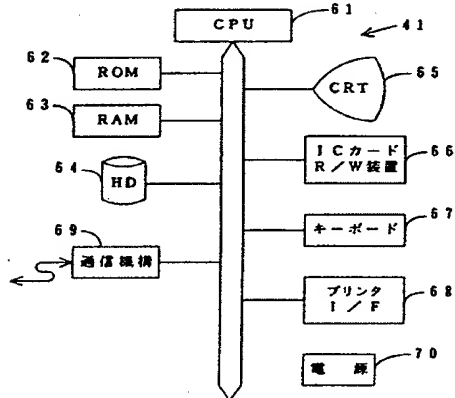 61
CPU
41
62
ROM
65
CRT
63
RAM
66
ICカード
R/W装置
64
HD
67
キーボード
69
通信機構
68
プリンタ
I/F
70
電源